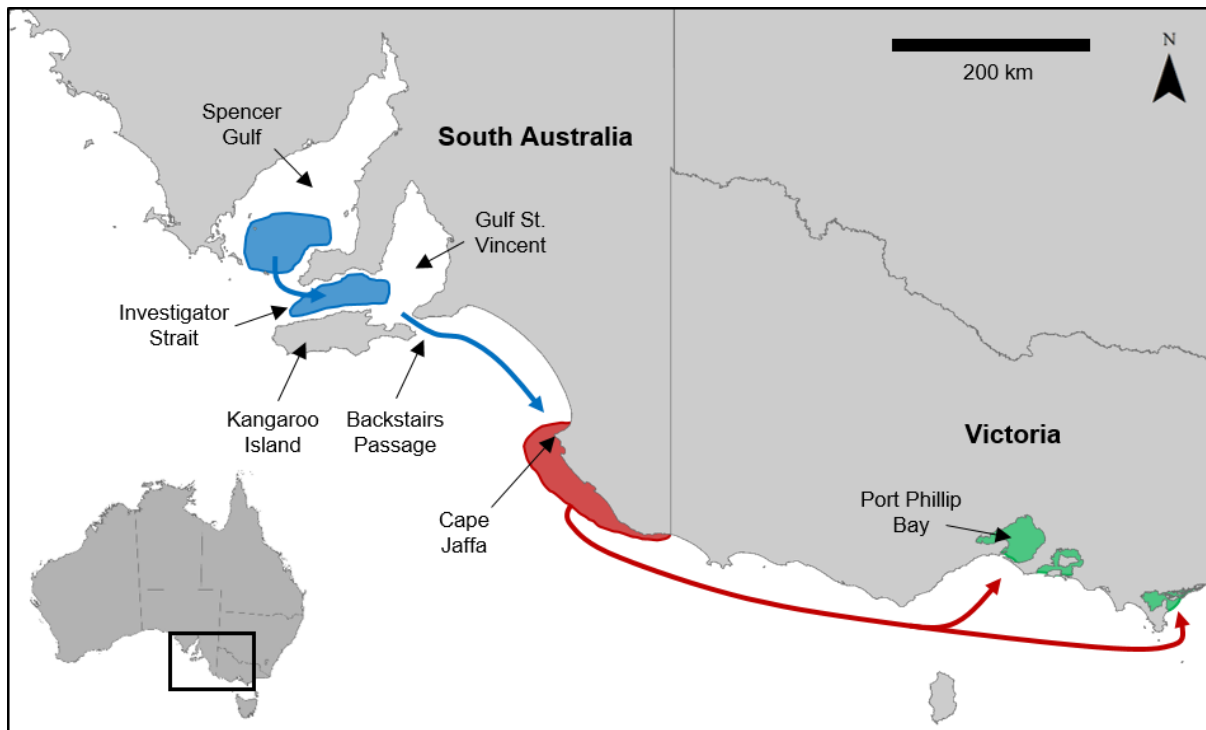 200 km
N
Spencer
Gulf
South Australia
Gulf St.
Vincent
Investigator
Strait
Kangaroo
Island
Backstairs
Passage
Victoria
Cape
Jaffa
Port Phillip
Bay